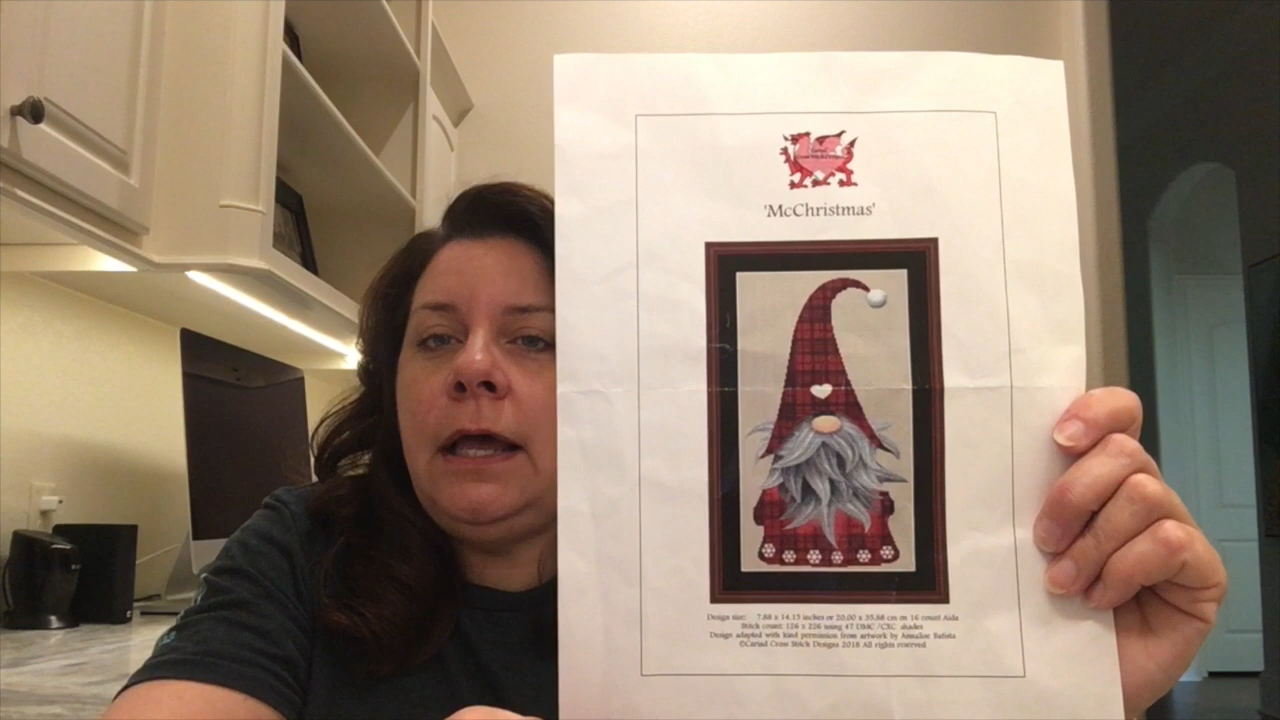 'McChristmas'
Design size: 7.88 x 14.13 inches or 20.00 x 35.88 cm on 16 count Aida
Stitch count: 126 x 226 using 47 DMC /CXC shades
Design adapted with kind permission from artwork by Annalise Batista
©Cariad Cross Stitch Designs 2018 All rights reserved